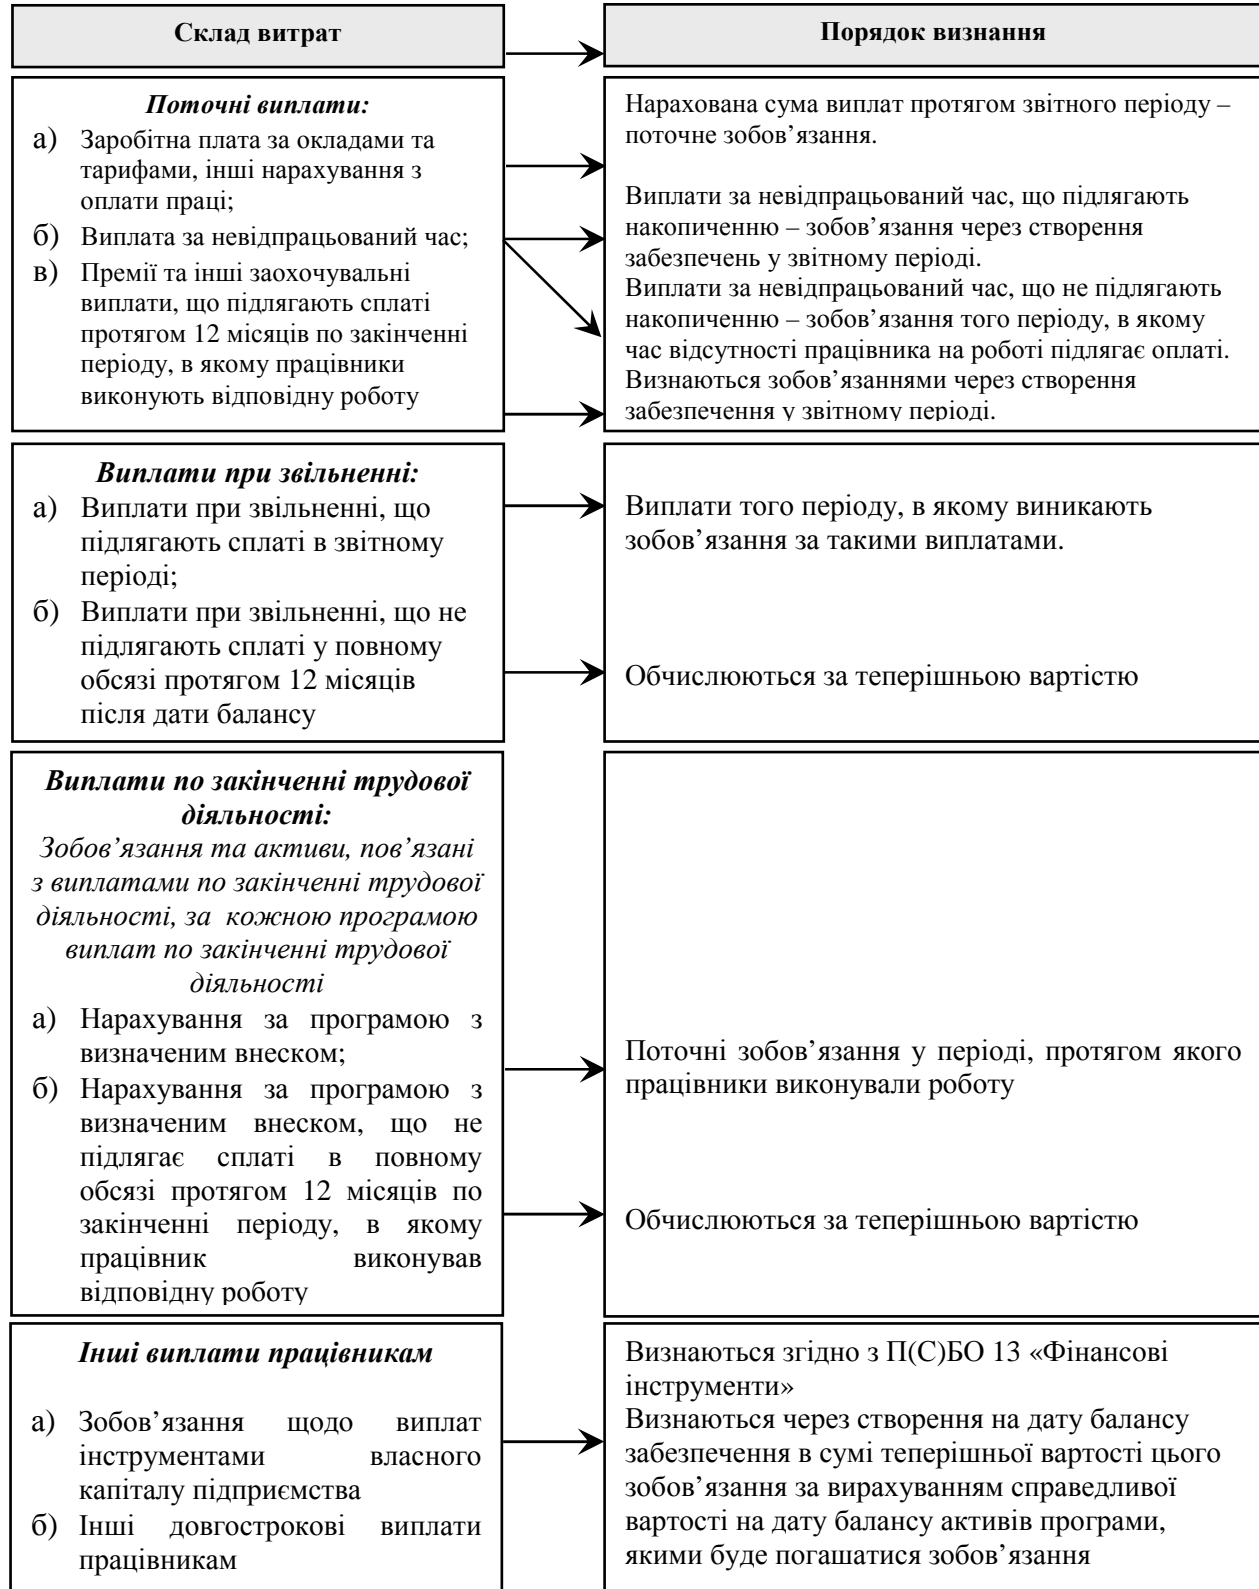 Склад витрат
Порядок визнання
Поточні виплати:
а) Заробітна плата за окладами та
тарифами, інші нарахування з
оплати праці;
б) Виплата за невідпрацьований час;
в) Премії та інші заохочувальні
виплати, що підлягають сплаті
протягом 12 місяців по закінченні
періоду, в якому працівники
виконують відповідну роботу
Нарахована сума виплат протягом звітного періоду –
поточне зобов’язання.
Виплати за невідпрацьований час, що підлягають
накопиченню – зобов’язання через створення
забезпечень у звітному періоді.
Виплати за невідпрацьований час, що не підлягають
накопиченню – зобов’язання того періоду, в якому
час відсутності працівника на роботі підлягає оплаті.
Визнаються зобов’язаннями через створення
забезпечення у звітному періоді.
Виплати при звільненні:
а) Виплати при звільненні, що
підлягають сплаті в звітному
періоді;
б) Виплати при звільненні, що не
підлягають сплаті у повному
обсязі протягом 12 місяців
після дати балансу
Виплати того періоду, в якому виникають
зобов’язання за такими виплатами.
Обчислюються за теперішньою вартістю
Виплати по закінченні трудової
діяльності:
Зобов’язання та активи, пов’язані
з виплатами по закінченні трудової
діяльності, за кожною програмою
виплат по закінченні трудової
діяльності
а) Нарахування за програмою з
визначеним внеском;
б) Нарахування за програмою з
визначеним внеском, що не
підлягає сплаті в повному
обсязі протягом 12 місяців по
закінченні періоду, в якому
працівник виконував
відповідну роботу
Поточні зобов’язання у періоді, протягом якого
працівники виконували роботу
Обчислюються за теперішньою вартістю
Інші виплати працівникам
а) Зобов’язання щодо виплат
інструментами власного
капіталу підприємства
б) Інші довгострокові виплати
працівникам
Визнаються згідно з П(С)БО 13 «Фінансові
інструменти»
Визнаються через створення на дату балансу
забезпечення в сумі теперішньої вартості цього
зобов’язання за вирахуванням справедливої
вартості на дату балансу активів програми,
якими буде погашатися зобов’язання